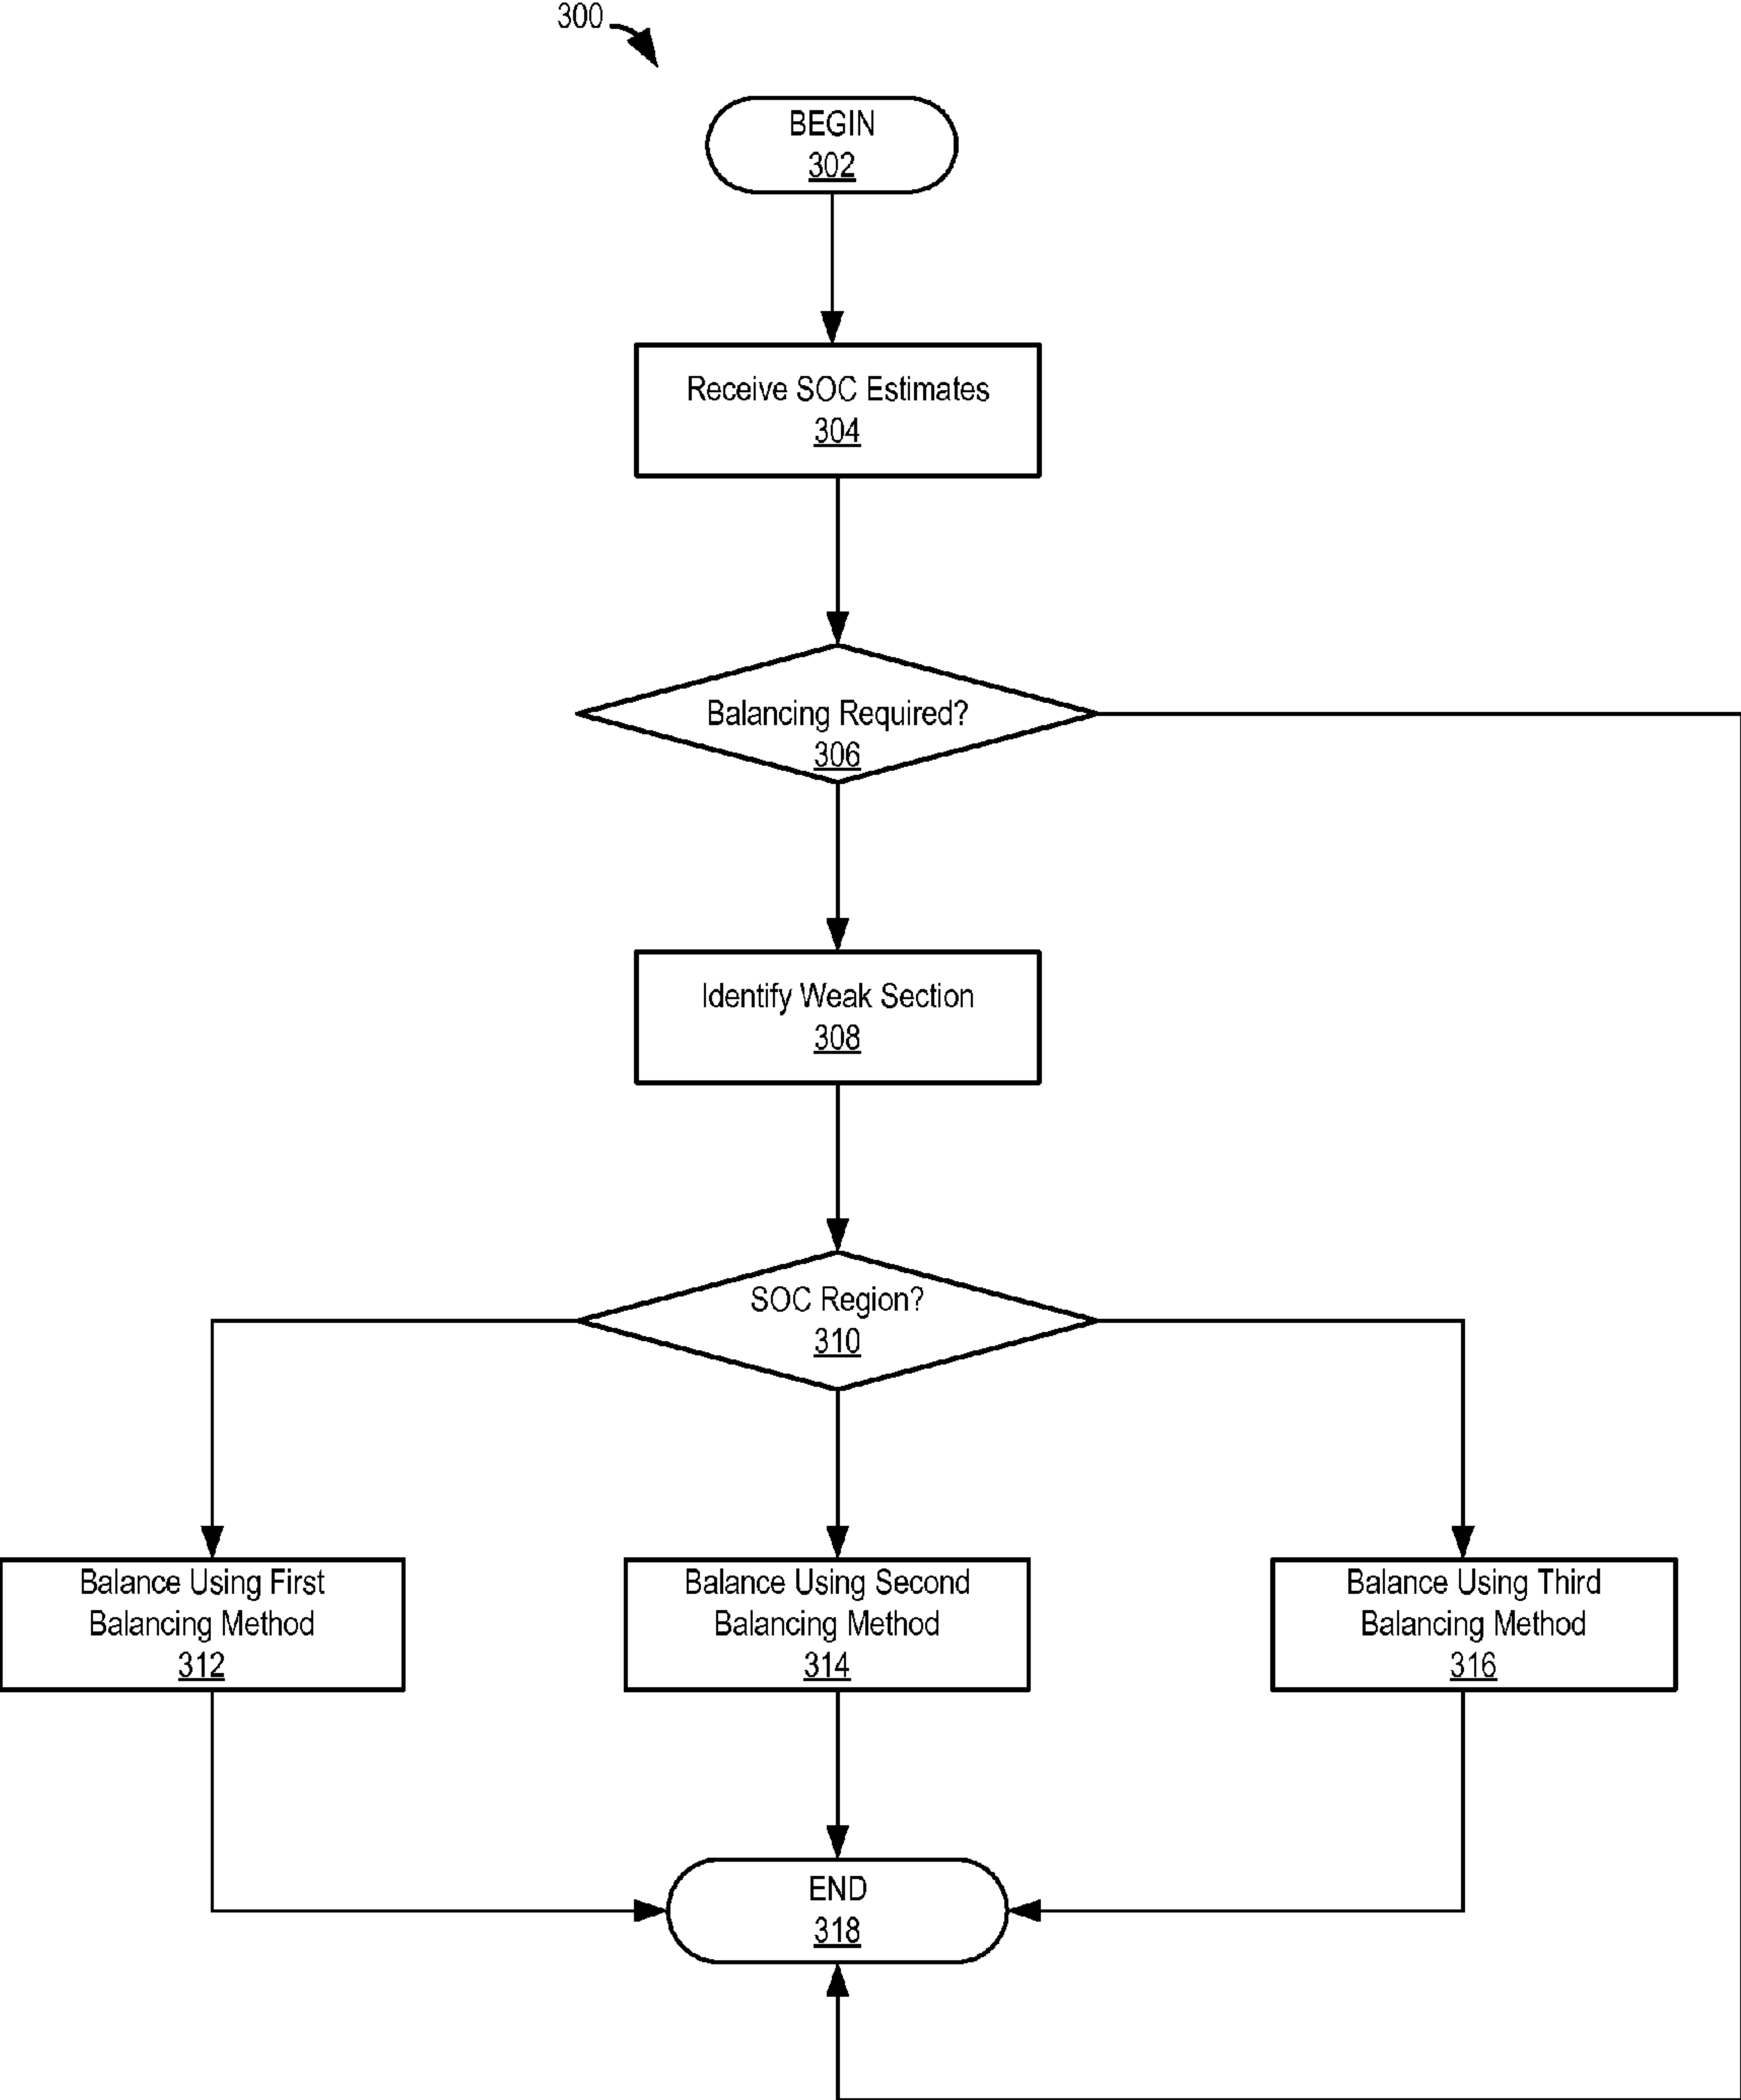 300
BEGIN
302
Receive SOC Estimates
304
Balancing Required?
306
Identify Weak Section
308
SOC Region?
310
Balance Using First
Balancing Method
312
Balance Using Second
Balancing Method
314
Balance Using Third
Balancing Method
316
END
318